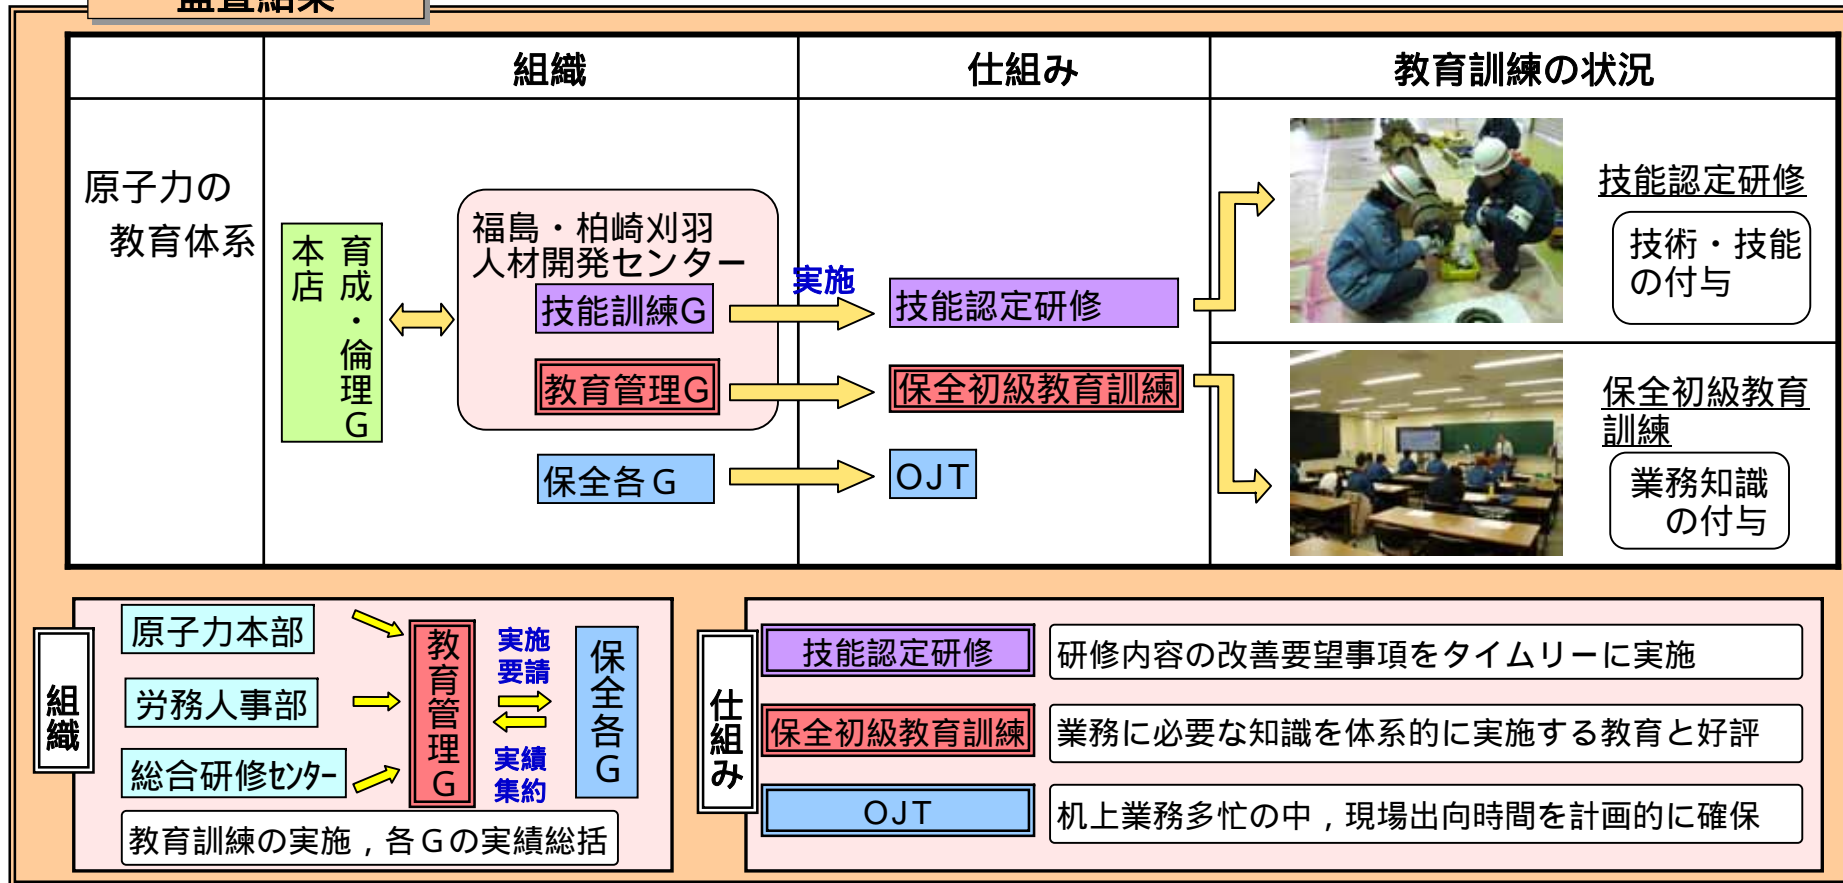 監査結果
組織
仕組み
教育訓練の状況
原子力の
教育体系
本店
育成・倫理G
福島・柏崎刈羽
人材開発センター
技能訓練G
教育管理G
保全各G
実施
技能認定研修
保全初級教育訓練
OJT
技能認定研修
技術・技能
の付与
保全初級教育
訓練
業務知識
の付与
組織
原子力本部
労務人事部
総合研修センター
教育管理G
実施
要請
実績
集約
保全各G
教育訓練の実施，各Gの実績総括
仕組み
技能認定研修
研修内容の改善要望事項をタイムリーに実施
保全初級教育訓練
業務に必要な知識を体系的に実施する教育と好評
OJT
机上業務多忙の中，現場出向時間を計画的に確保